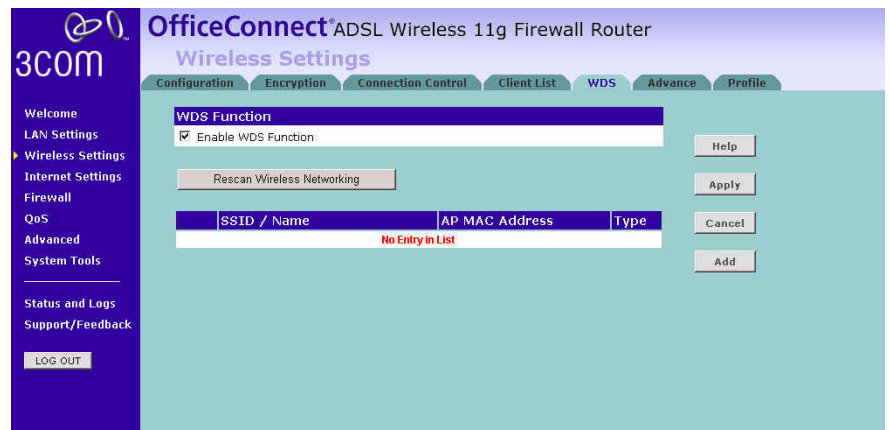 3COM
OfficeConnect® ADSL Wireless 11g Firewall Router
Wireless Settings
Configuration Encryption Connection Control Client List WDS Advance Profile
Welcome
LAN Settings
Wireless Settings
Internet Settings
Firewall
QoS
Advanced
System Tools
Status and Logs
Support/Feedback
LOG OUT
WDS Function
Enable WDS Function
Rescan Wireless Networking
SSID / Name AP MAC Address Type
No Entry in List
Help
Apply
Cancel
Add